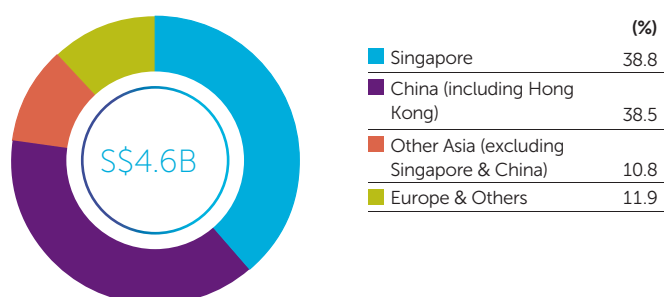 S$4.6B
(%)
Singapore 38.8
China (including Hong
Kong) 38.5
Other Asia (excluding
Singapore & China) 10.8
Europe & Others 11.9